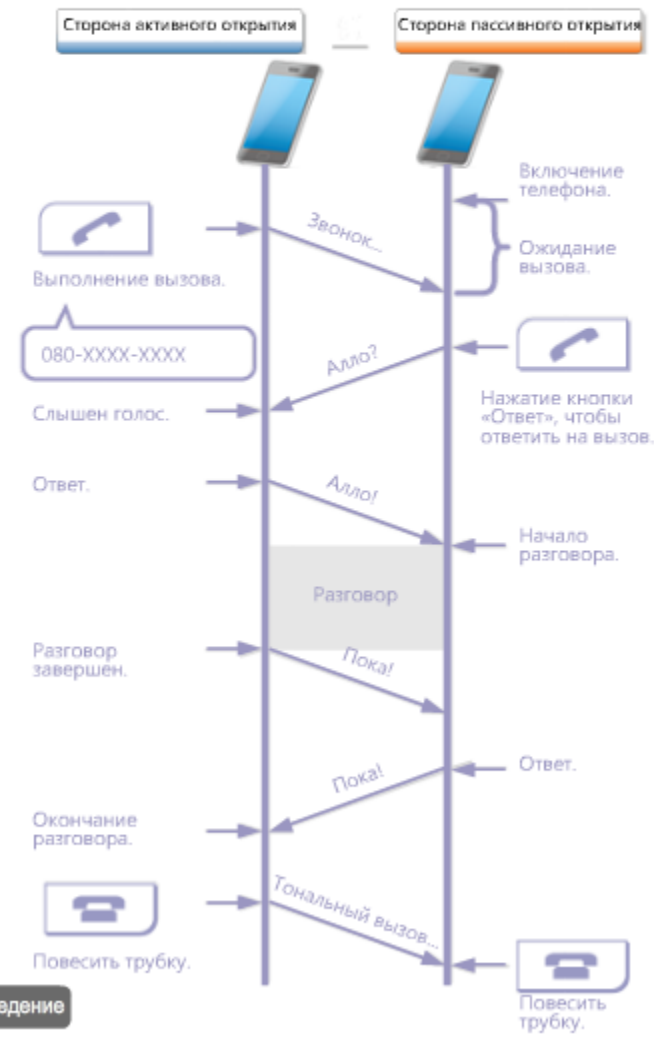 Сторона активного открытия
Сторона пассивного открытия
Включение
телефона.
Звонок...
Ожидание
вызова.
Выполнение вызова.
080-XXXX-XXXX
Алло?
Нажатие кнопки
«Ответ», чтобы
ответить на вызов.
Слышен голос.
Ответ.
Алло!
Начало
разговора.
Разговор
Разговор
завершен.
Пока!
Ответ.
Пока!
Окончание
разговора.
Тональный вызов...
Повесить трубку.
Повесить
трубку.